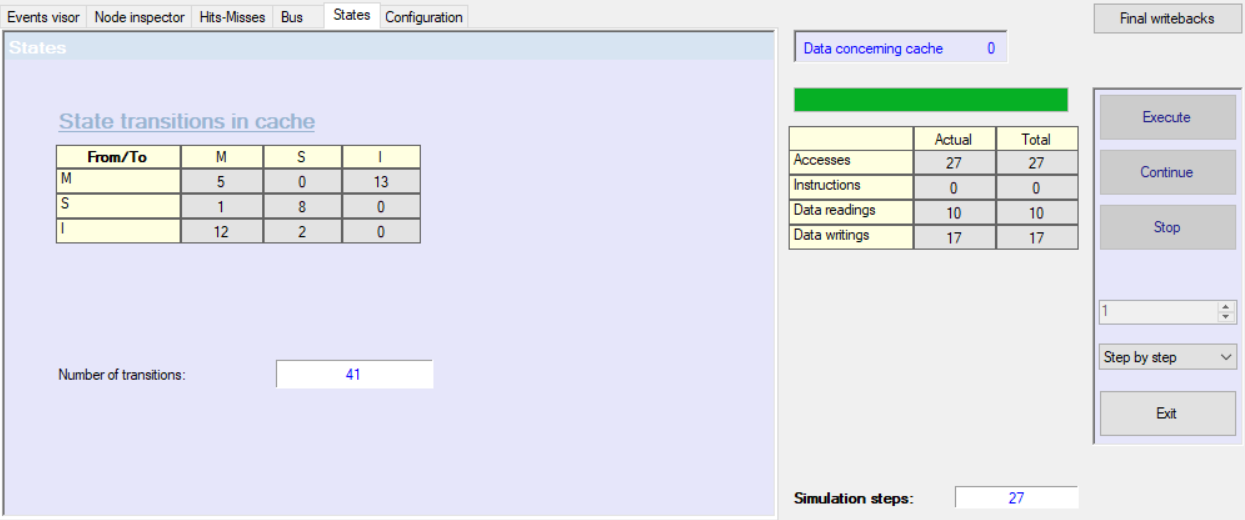 Events visor Node inspector Hits-Misses Bus States Configuration
Final writebacks
States
Data concerning cache 0
State transitions in cache
From/To M S I
M 5 0 13
S 1 8 0
I 12 2 0
Number of transitions: 41
Actual Total
Accesses 27 27
Instructions 0 0
Data readings 10 10
Data writings 17 17
Simulation steps: 27
Execute
Continue
Stop
1
Step by step
Exit